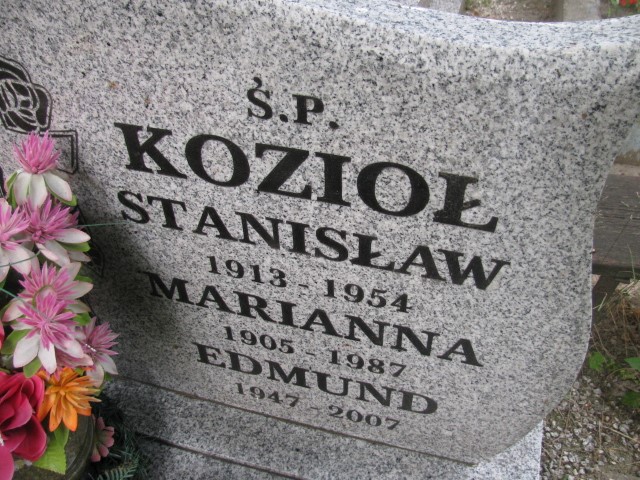 Ś.P.
KOZIOŁ
STANISŁAW
1913 - 1954
MARIANNA
1905 - 1987
EDMUND
1947 - 2007